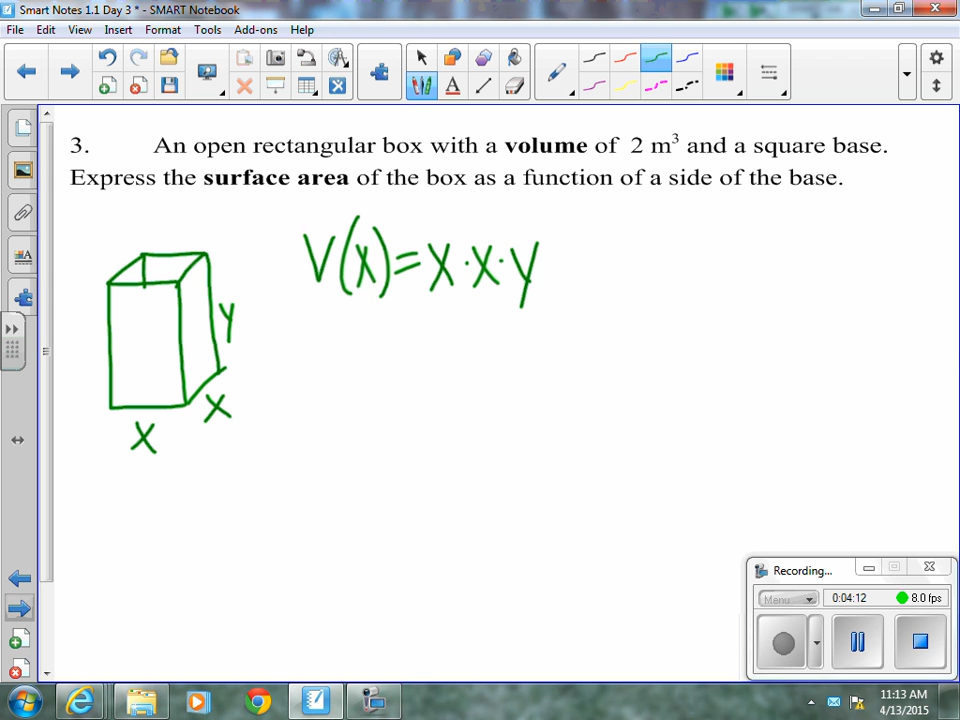 Smart Notes 1.1 Day 3 * - SMART Notebook
File Edit View Insert Format Tools Add-ons Help
3. An open rectangular box with a volume of 2 m³ and a square base.
Express the surface area of the box as a function of a side of the base.
V(x)=x·x·y
y
x
x
Recording...
Menu 0:04:12 8.0 fps
11:13 AM
4/13/2015